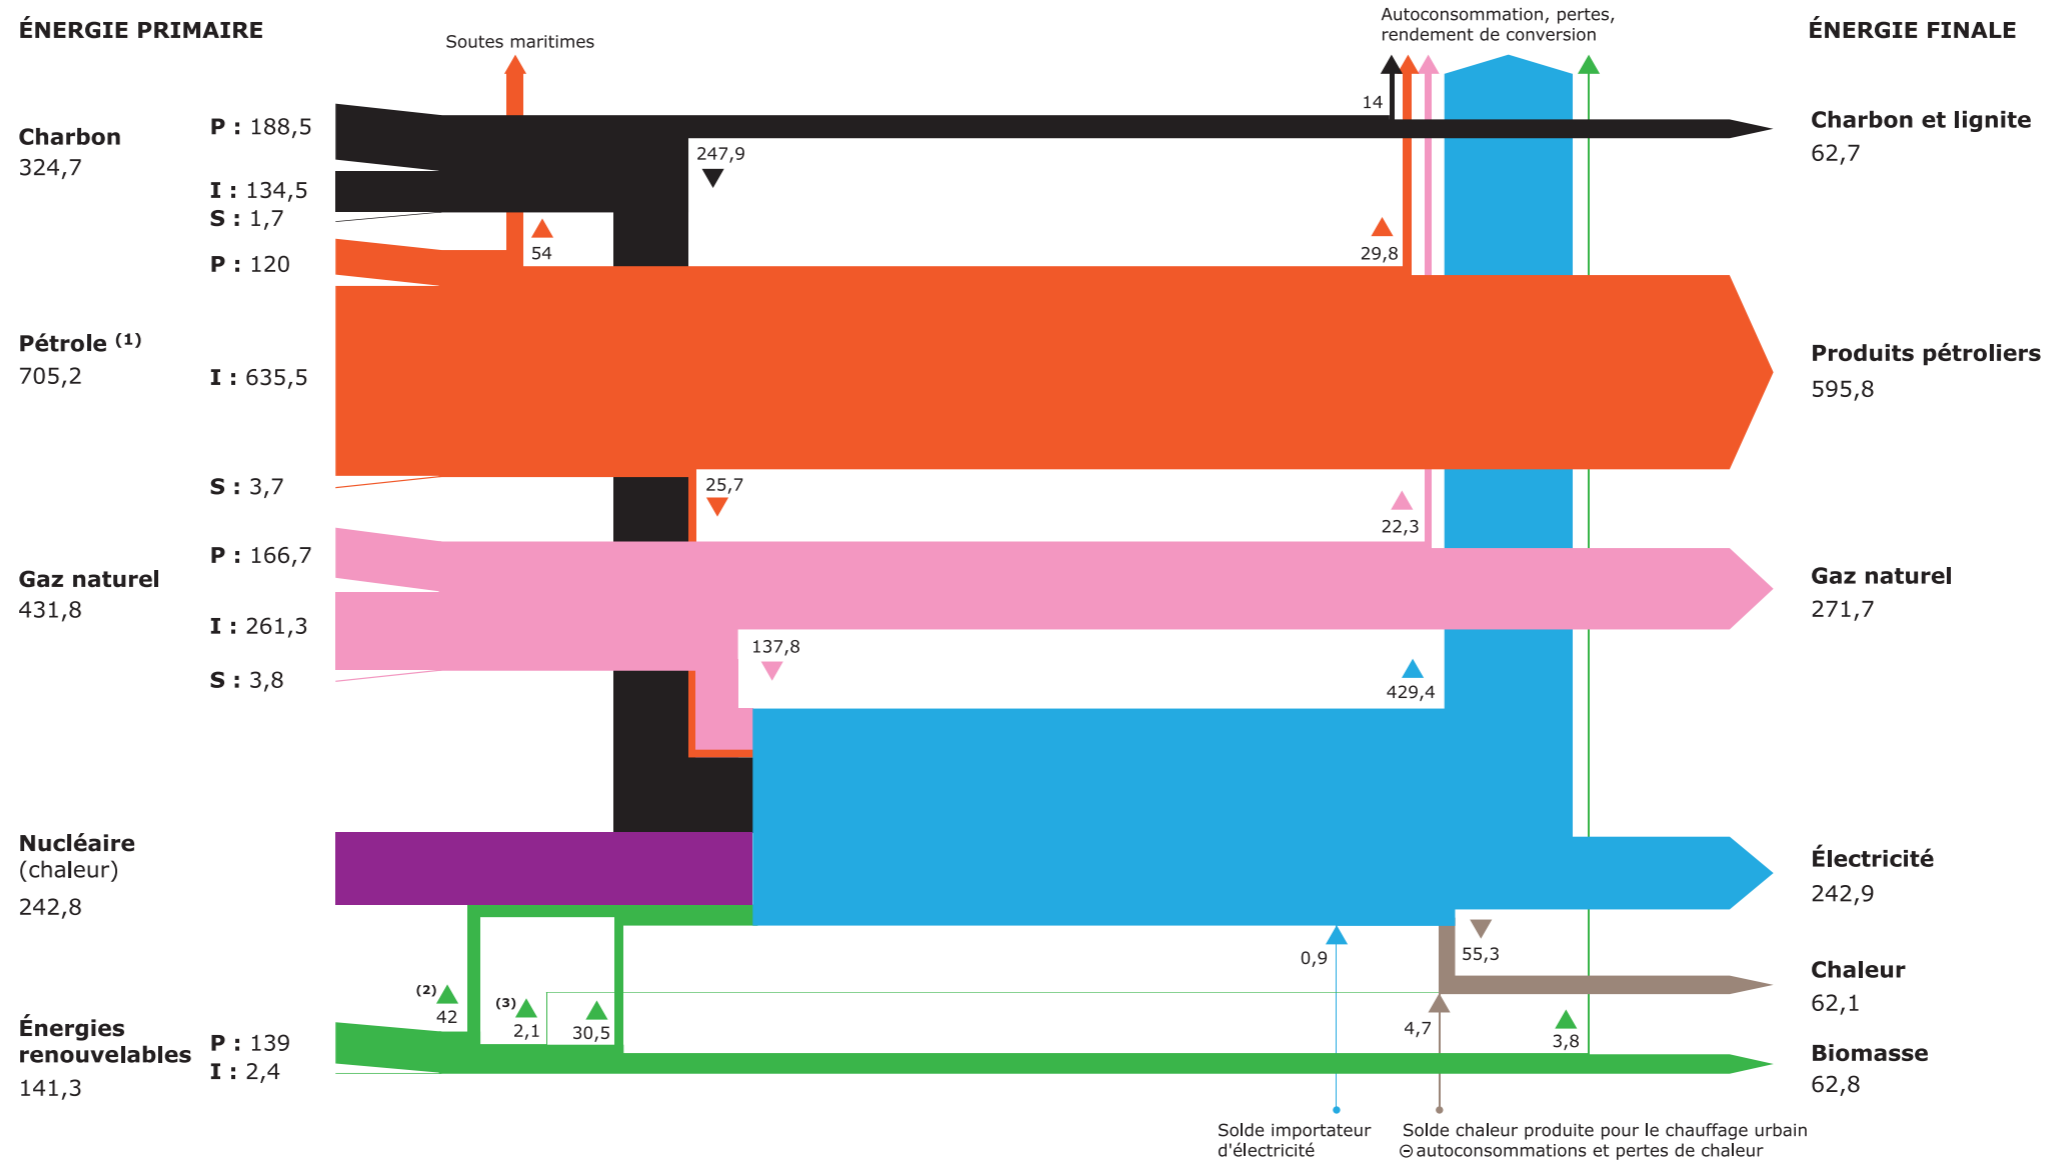 ÉNERGIE PRIMAIRE
Soutes maritimes
Autoconsommation, pertes,
rendement de conversion
ÉNERGIE FINALE
Charbon
324,7
P : 188,5
I : 134,5
S : 1,7
14
247,9
Charbon et lignite
62,7
P : 120
54
29,8
Pétrole (1)
705,2
I : 635,5
S : 3,7
25,7
Produits pétroliers
595,8
22,3
Gaz naturel
431,8
P : 166,7
I : 261,3
S : 3,8
137,8
429,4
Gaz naturel
271,7
Nucléaire
(chaleur)
242,8
Électricité
242,9
0,9
55,3
Chaleur
62,1
(2)
42
(3)
2,1
30,5
4,7
3,8
Énergies
renouvelables
141,3
P : 139
I : 2,4
Biomasse
62,8
Solde importateur
d'électricité
Solde chaleur produite pour le chauffage urbain
⊖ autoconsommations et pertes de chaleur